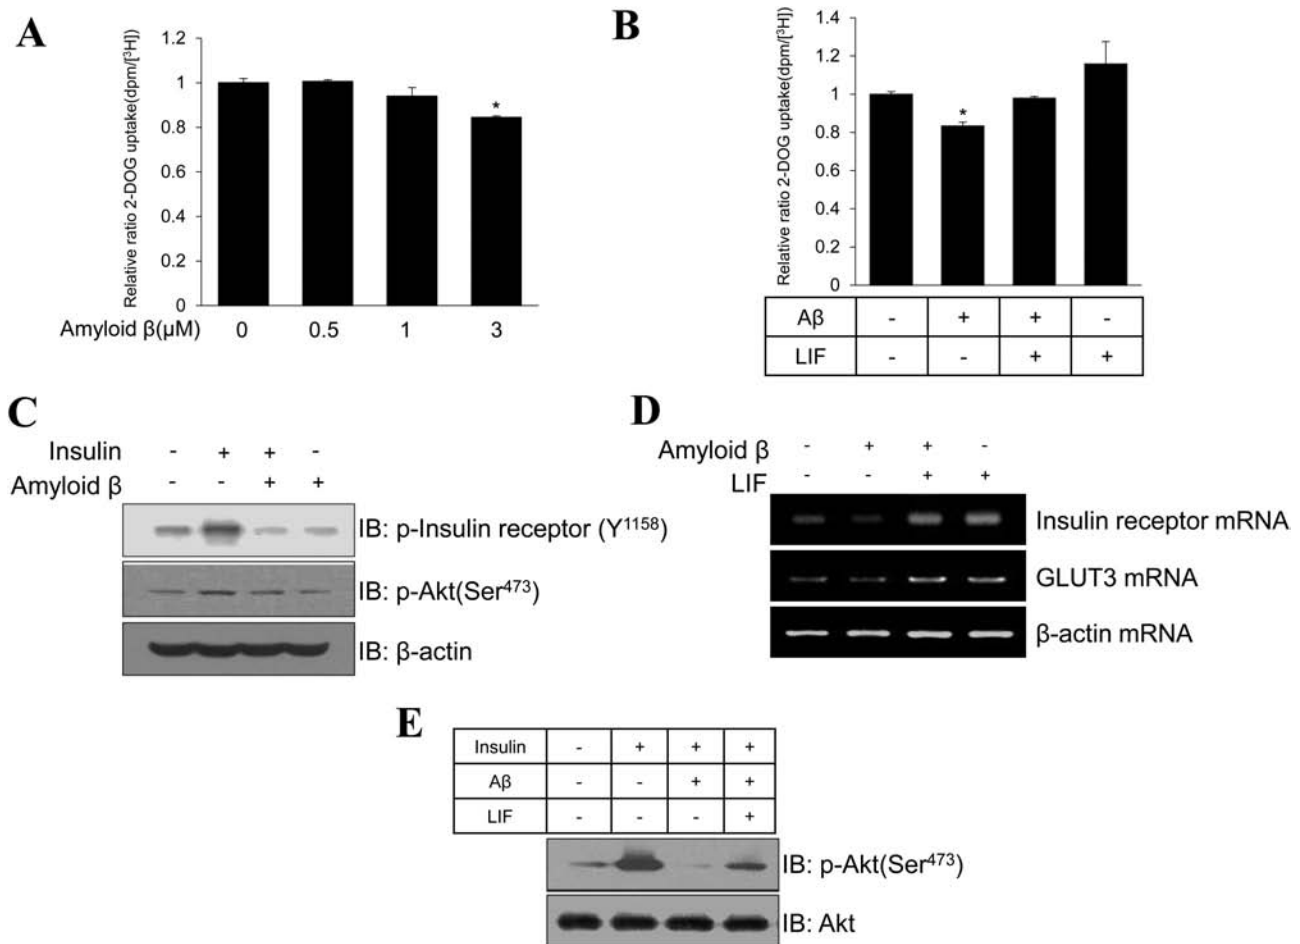 A
Relative ratio 2-DOG uptake(dpm/[³H])
1.2
1
0.8
0.6
0.4
0.2
0
*
Amyloid β(μM) 0 0.5 1 3
B
Relative ratio 2-DOG uptake(dpm/[³H])
1.4
1.2
1
0.8
0.6
0.4
0.2
0
*
Aβ - + + -
LIF - - + +
C
Insulin - + + -
Amyloid β - - + +
IB: p-Insulin receptor (Y¹¹⁵⁸)
IB: p-Akt(Ser⁴⁷³)
IB: β-actin
D
Amyloid β - + + -
LIF - - + +
Insulin receptor mRNA
GLUT3 mRNA
β-actin mRNA
E
Insulin - + + +
Aβ - - + +
LIF - - - +
IB: p-Akt(Ser⁴⁷³)
IB: Akt